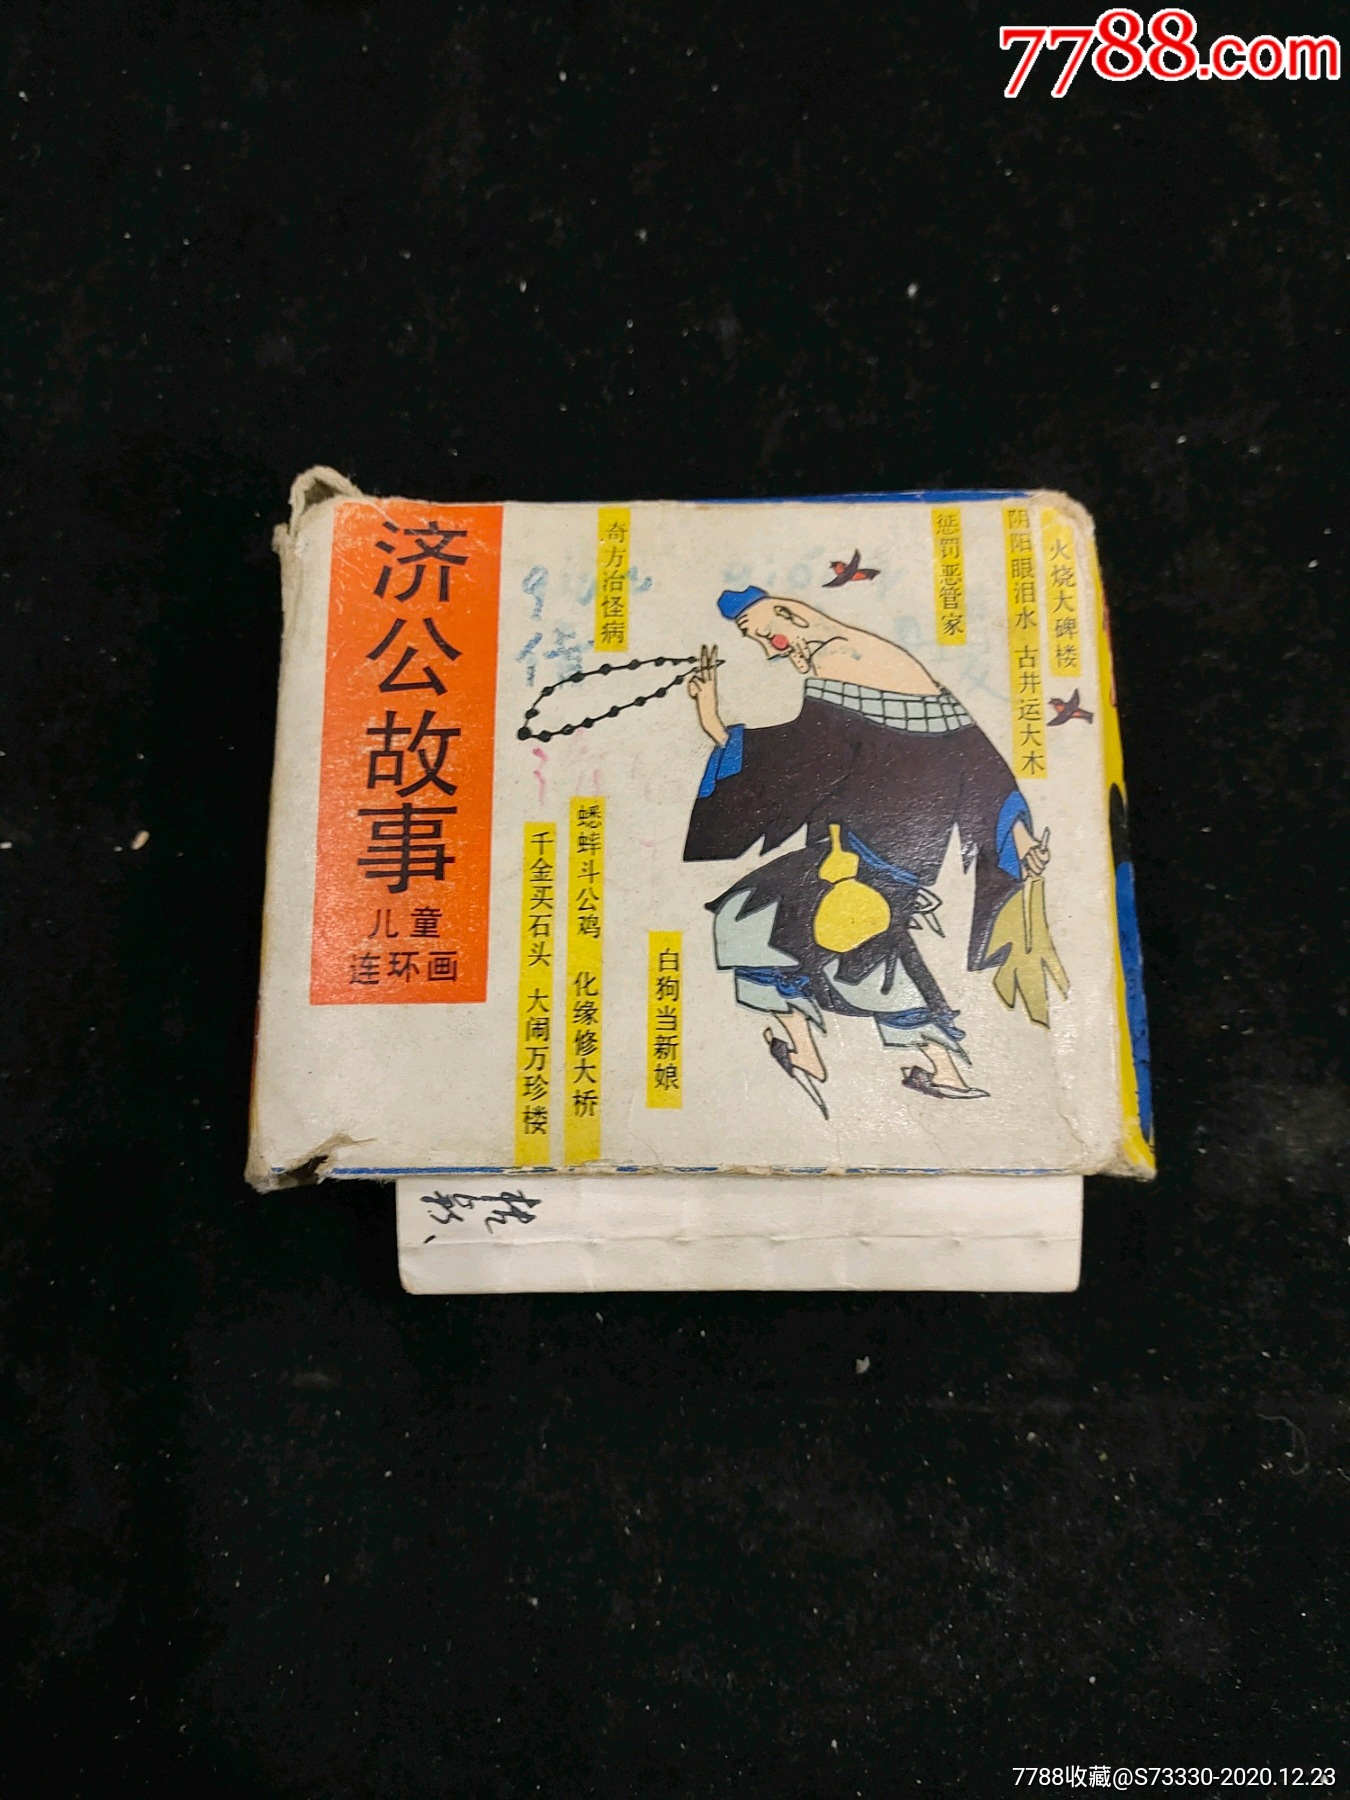 7788.com
济公故事
儿童
连环画
火烧大碑楼
阴阳眼泪水 古井运大木
惩罚恶管家
奇方治怪病
白狗当新娘
蟋蟀斗公鸡 化缘修大桥
千金买石头 大闹万珍楼
7788收藏@S73330-2020.12.23